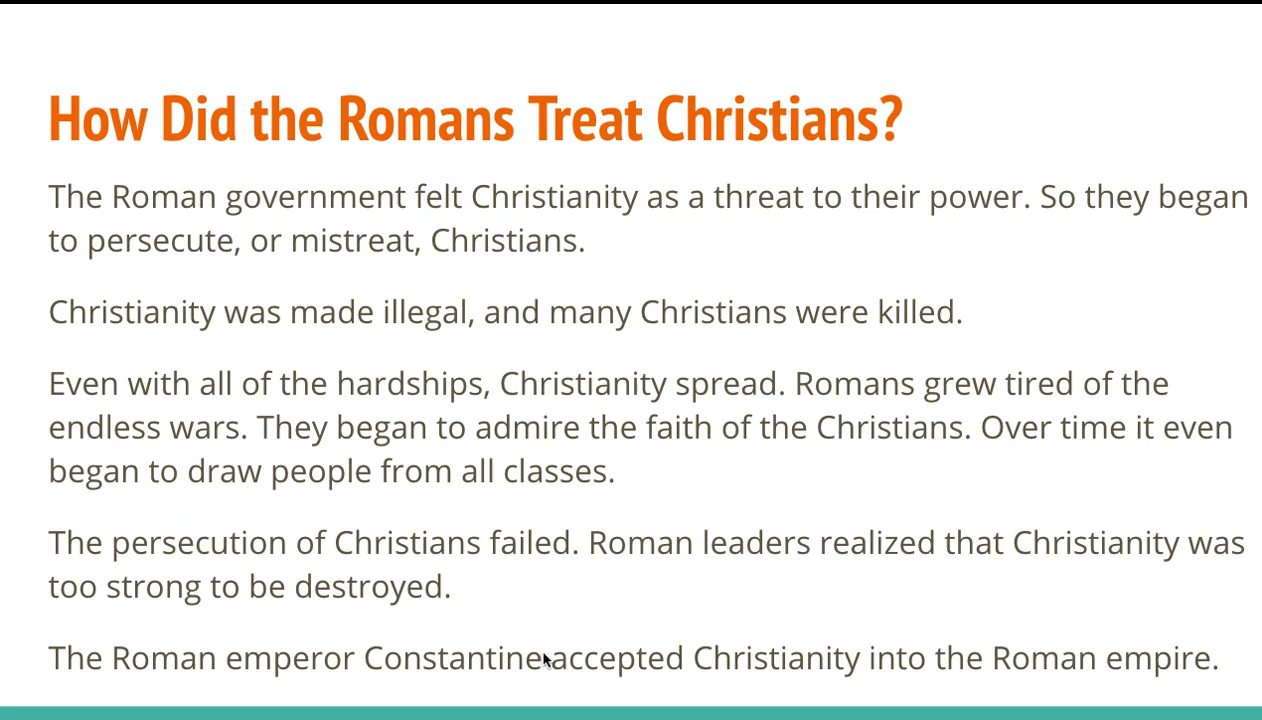 How Did the Romans Treat Christians?
The Roman government felt Christianity as a threat to their power. So they began
to persecute, or mistreat, Christians.
Christianity was made illegal, and many Christians were killed.
Even with all of the hardships, Christianity spread. Romans grew tired of the
endless wars. They began to admire the faith of the Christians. Over time it even
began to draw people from all classes.
The persecution of Christians failed. Roman leaders realized that Christianity was
too strong to be destroyed.
The Roman emperor Constantine accepted Christianity into the Roman empire.